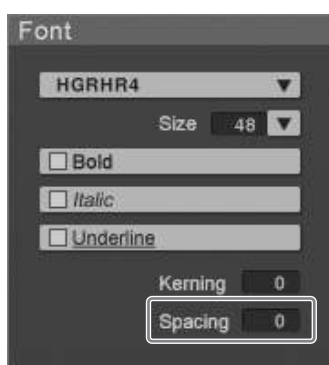 Font
HGRHR4
Size 48
Bold
Italic
Underline
Kerning 0
Spacing 0